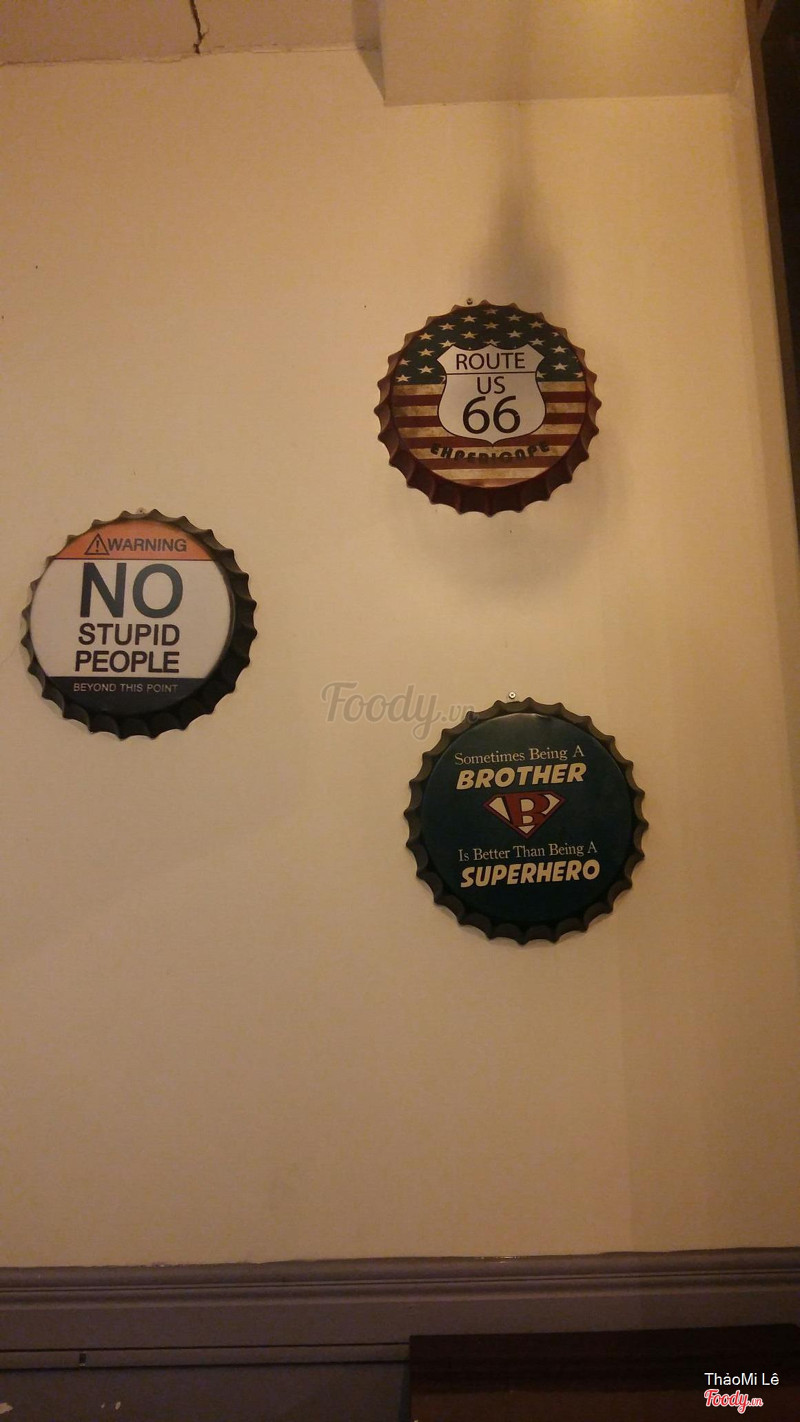 ROUTE
US
66
WARNING
NO
STUPID
PEOPLE
BEYOND THIS POINT
Foody.vn
Sometimes Being A
BROTHER
B
Is Better Than Being A
SUPERHERO
ThảoMi Lê
Foody.vn